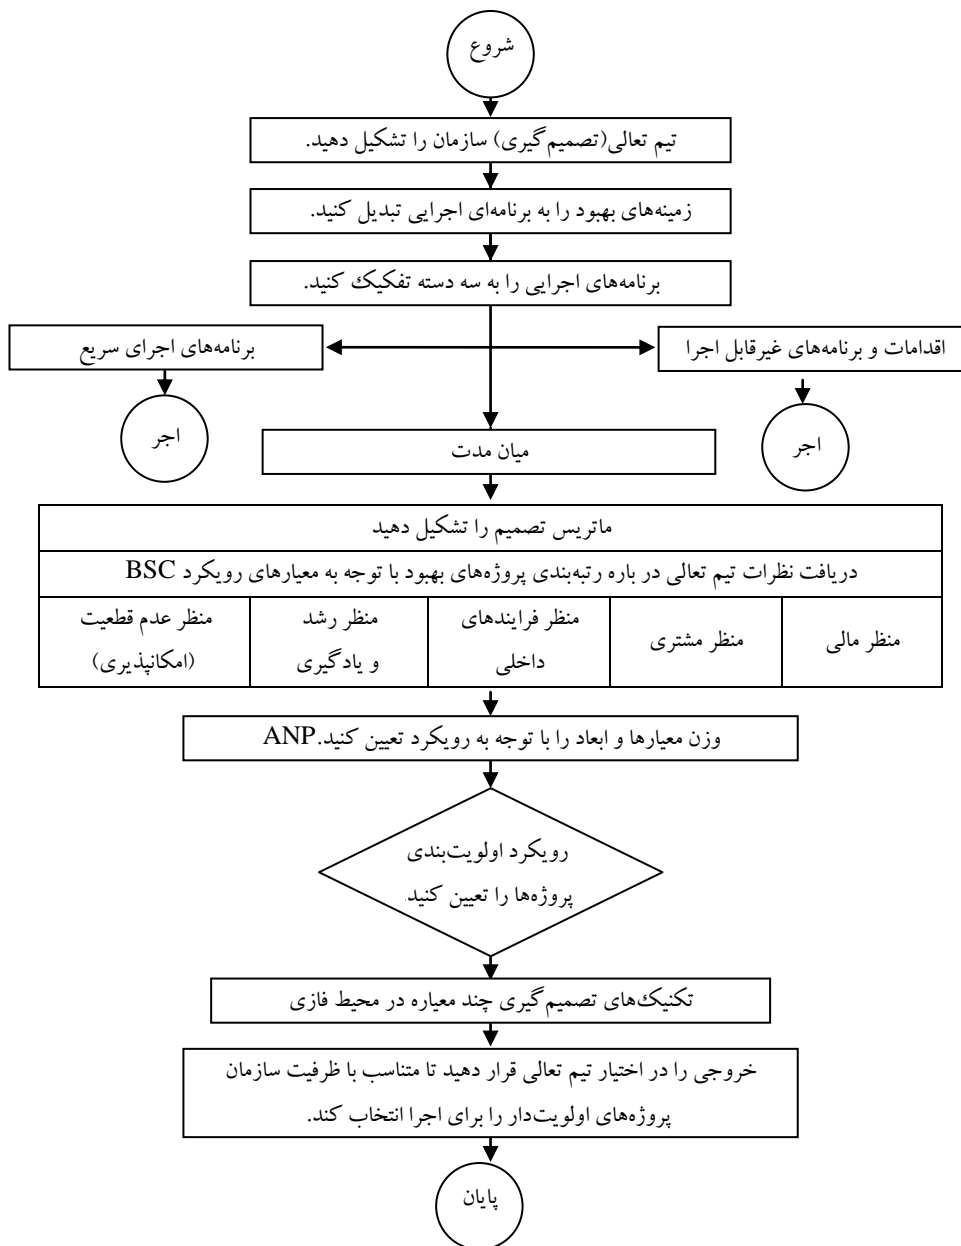 شروع
تیم تعالی(تصمیم‌گیری) سازمان را تشکیل دهید.
زمینه‌های بهبود را به برنامه‌ای اجرایی تبدیل کنید.
برنامه‌های اجرایی را به سه دسته تفکیک کنید.
اقدامات و برنامه‌های غیرقابل اجرا
برنامه‌های اجرای سریع
اجر
اجر
میان مدت
ماتریس تصمیم را تشکیل دهید
دریافت نظرات تیم تعالی در باره رتبه‌بندی پروژه‌های بهبود با توجه به معیارهای رویکرد BSC
منظر مالی
منظر مشتری
منظر فرایندهای
داخلی
منظر رشد
و یادگیری
منظر عدم قطعیت
(امکانپذیری)
وزن معیارها و ابعاد را با توجه به رویکرد تعیین کنید.ANP
رویکرد اولویت‌بندی
پروژه‌ها را تعیین کنید.
تکنیک‌های تصمیم‌گیری چند معیاره در محیط فازی
خروجی را در اختیار تیم تعالی قرار دهید تا متناسب با ظرفیت سازمان
پروژه‌های اولویت‌دار را برای اجرا انتخاب کند.
پایان